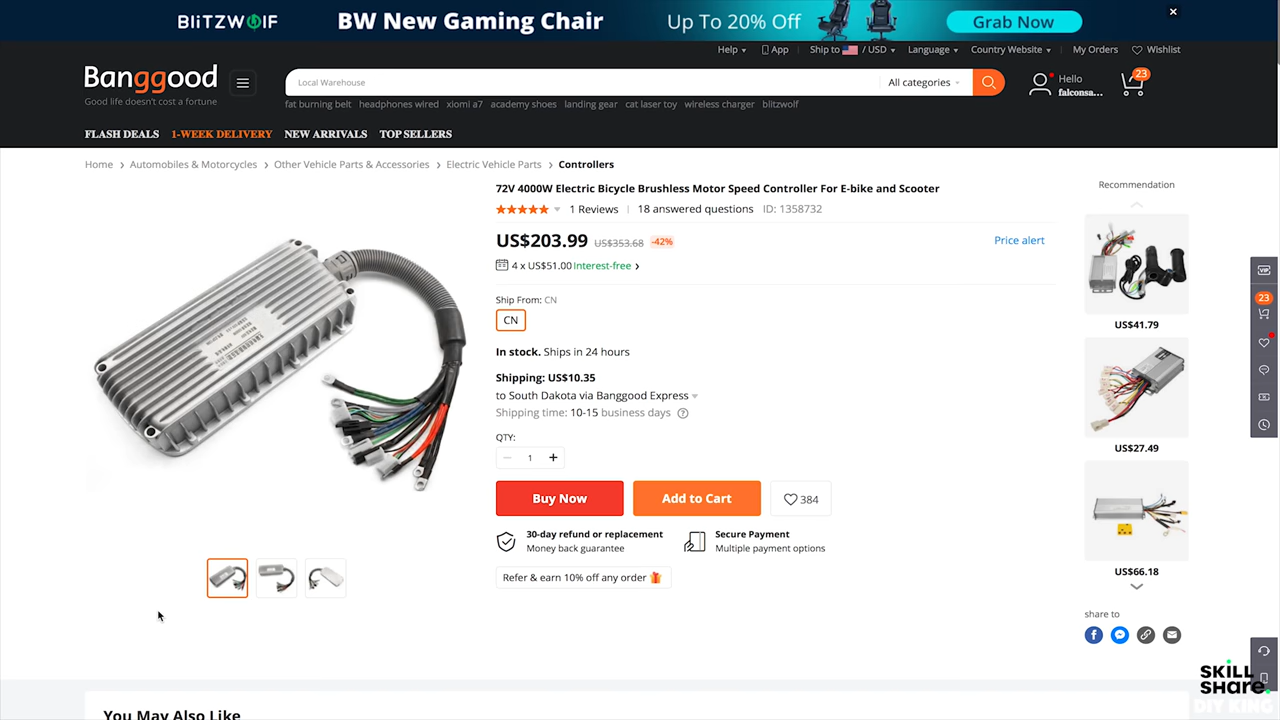 BLiTZWOLF
BW New Gaming Chair
Up To 20% Off
Grab Now
Help
App
Ship to / USD
Language
Country Website
My Orders
Wishlist
Banggood
Good life doesn't cost a fortune
Local Warehouse
All categories
Hello
falconsa...
23
fat burning belt headphones wired xiomi a7 academy shoes landing gear cat laser toy wireless charger blitzwolf
FLASH DEALS 1-WEEK DELIVERY NEW ARRIVALS TOP SELLERS
Home > Automobiles & Motorcycles > Other Vehicle Parts & Accessories > Electric Vehicle Parts > Controllers
72V 4000W Electric Bicycle Brushless Motor Speed Controller For E-bike and Scooter
1 Reviews | 18 answered questions ID: 1358732
US$203.99 US$353.68 -42%
Price alert
4 x US$51.00 Interest-free >
Ship From: CN
CN
In stock. Ships in 24 hours
Shipping: US$10.35
to South Dakota via Banggood Express
Shipping time: 10-15 business days ?
QTY:
− 1 +
Buy Now
Add to Cart
384
30-day refund or replacement
Money back guarantee
Secure Payment
Multiple payment options
Refer & earn 10% off any order
Recommendation
US$41.79
US$27.49
US$66.18
share to
VIP
23
You May Also Like
SKILL
SHARE.
DIY KING